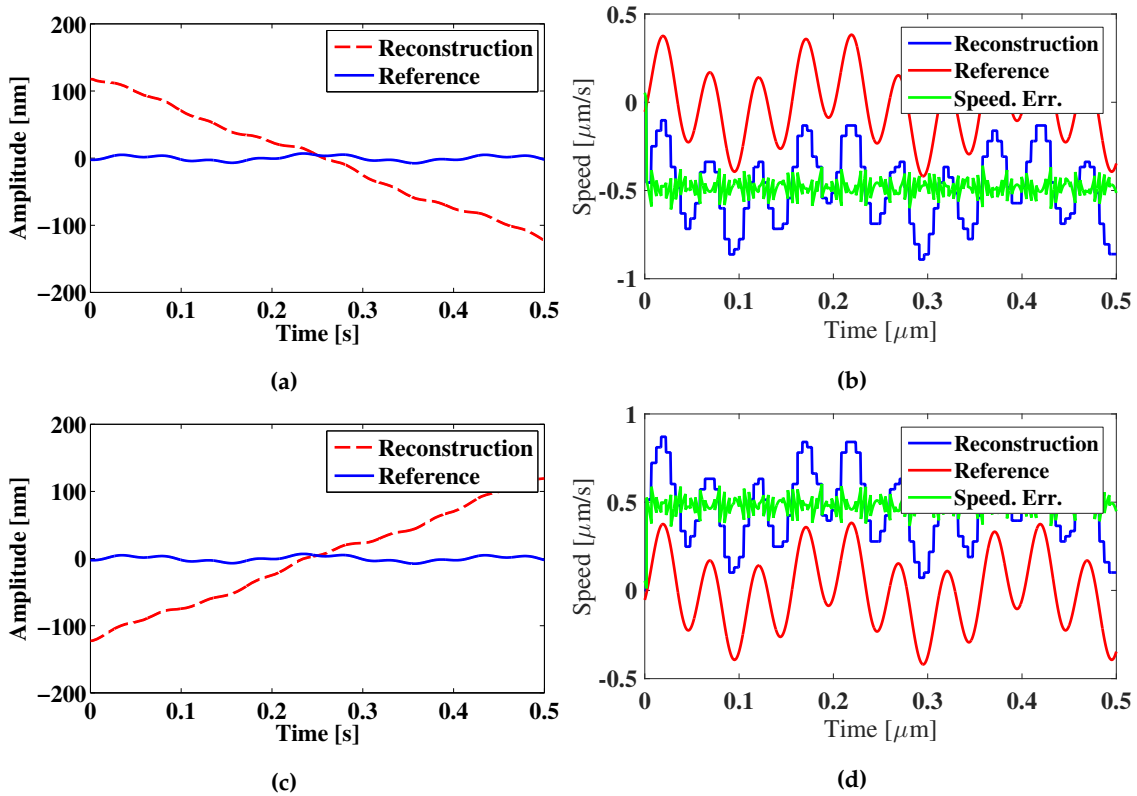 200
100
0
−100
−200
Amplitude [nm]
Reconstruction
Reference
0 0.1 0.2 0.3 0.4 0.5
Time [s]
(a)
0.5
0
-0.5
-1
Speed [μm/s]
Reconstruction
Reference
Speed. Err.
0 0.1 0.2 0.3 0.4 0.5
Time [μm]
(b)
200
100
0
−100
−200
Amplitude [nm]
Reconstruction
Reference
0 0.1 0.2 0.3 0.4 0.5
Time [s]
(c)
1
0.5
0
-0.5
Speed [μm/s]
Reconstruction
Reference
Speed. Err.
0 0.1 0.2 0.3 0.4 0.5
Time [μm]
(d)